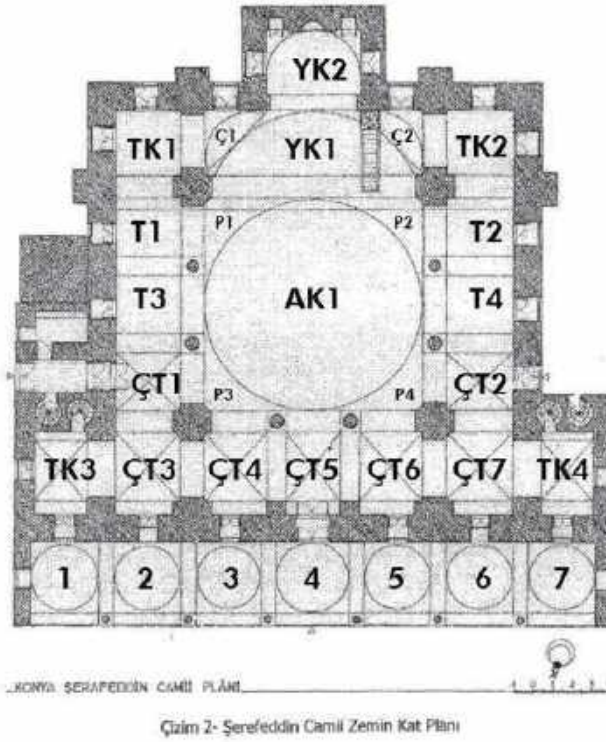 YK2
Ç1 Ç2
TK1 YK1 TK2
P1 P2
T1 T2
T3 AK1 T4
ÇT1 ÇT2
P3 P4
TK3 ÇT3 ÇT4 ÇT5 ÇT6 ÇT7 TK4
1 2 3 4 5 6 7
KONYA ŞERAFEDDİN CAMİİ PLÂNI
Çizim 2- Şerefeddin Camii Zemin Kat Planı